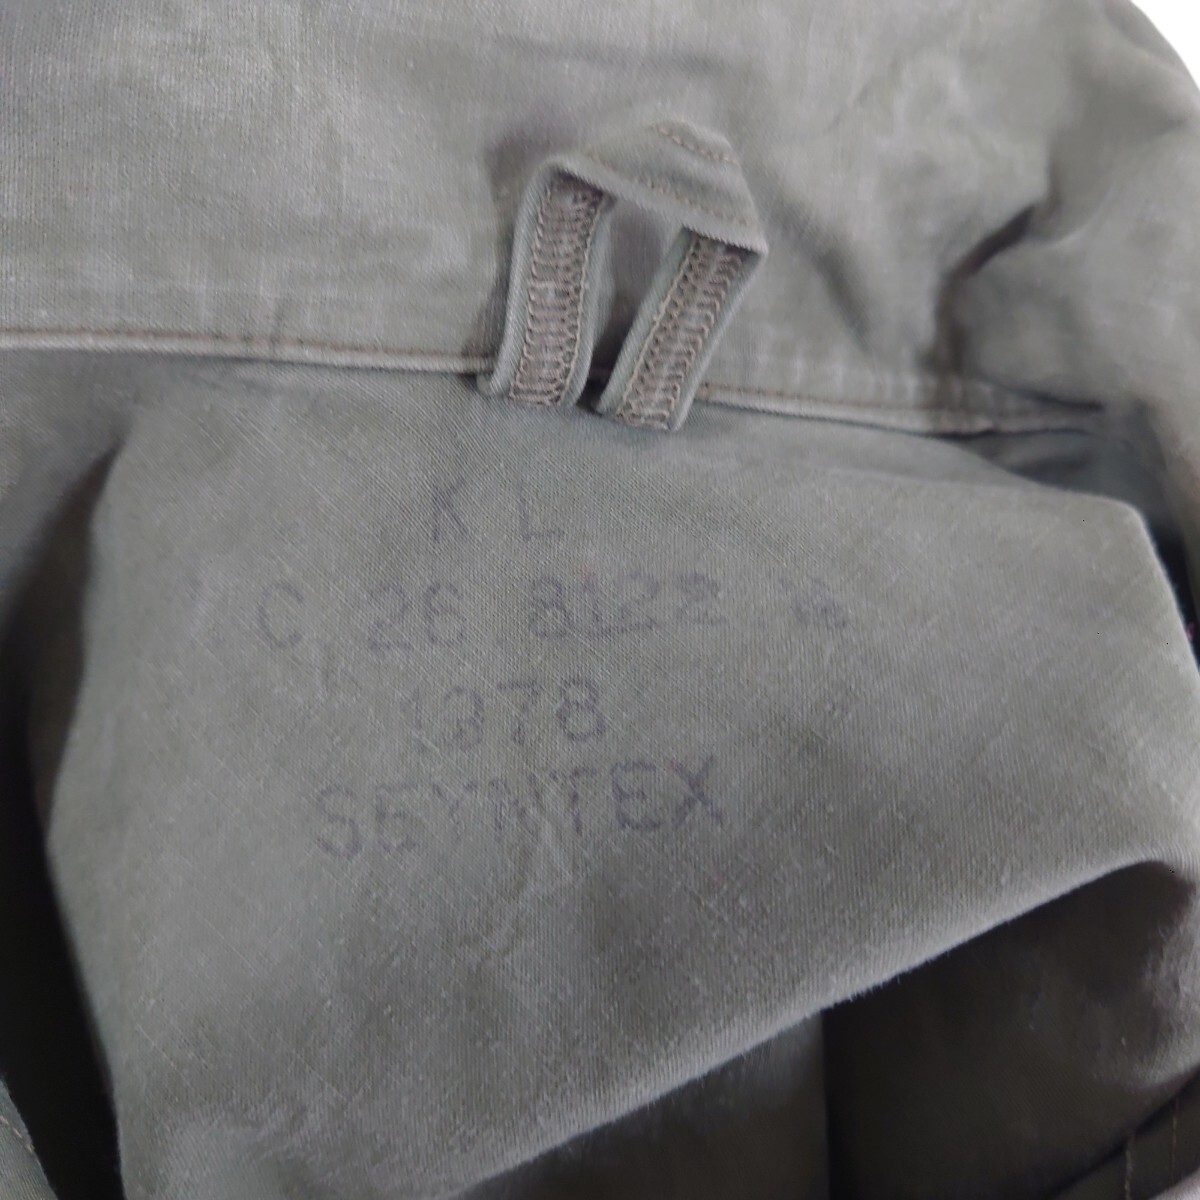 K L
C 26 8122
1978
SEYNTEX